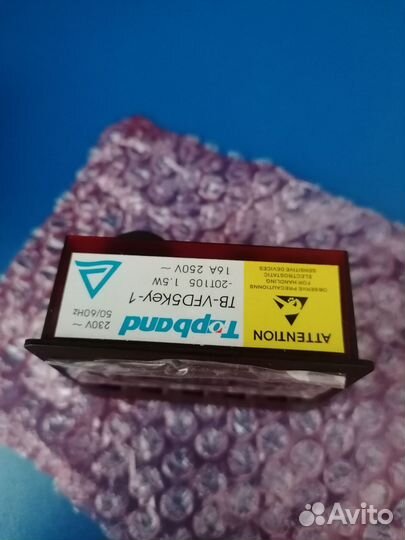 Topband
230V ~
50/60Hz
TB-VFD5Key-1
-201105 1.5W
16A 250V ~
ATTENTION
OBSERVE PRECAUTIONS
FOR HANDLING
ELECTROSTATIC
SENSITIVE DEVICES
Avito